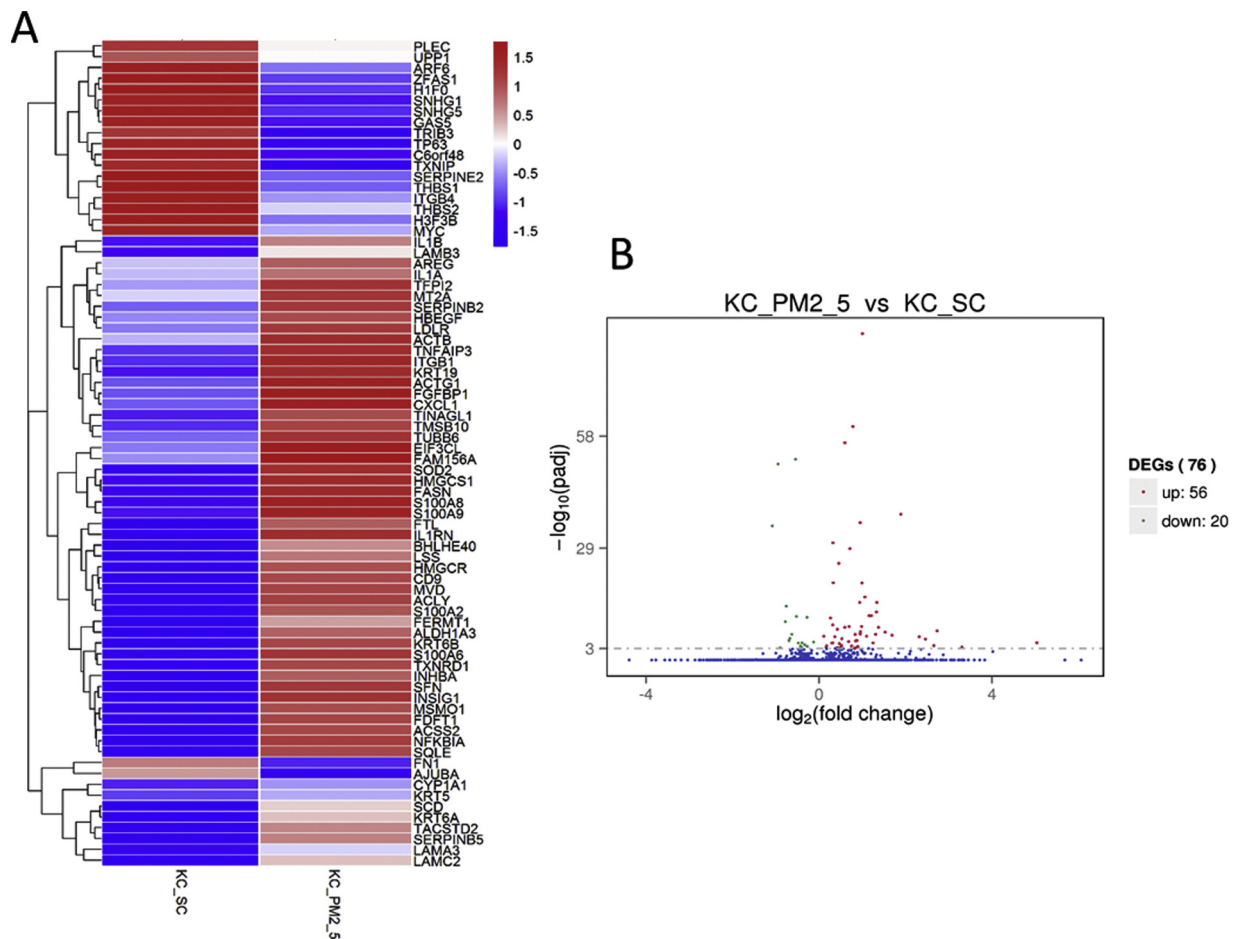 A
PLEC
UPP1
ARF6
ZFAS1
H1F0
SNHG1
SNHG5
GAS5
TRIB3
TP63
C6orf48
TXNIP
SERPINE2
THBS1
ITGB4
THBS2
H3F3B
MYC
IL1B
LAMB3
AREG
IL1A
TFPI2
MT2A
SERPINB2
HBEGF
LDLR
ACTB
TNFAIP3
ITGB1
KRT19
ACTG1
FGFBP1
CXCL1
TINAGL1
TMSB10
TUBB6
EIF3CL
FAM156A
SOD2
HMGCS1
FASN
S100A8
S100A9
FTL
IL1RN
BHLHE40
LSS
HMGCR
CD9
MVD
ACLY
S100A2
FERMT1
ALDH1A3
KRT6B
S100A6
TXNRD1
INHBA
SFN
INSIG1
MSMO1
FDFT1
ACSS2
NFKBIA
SQLE
FN1
AJUBA
CYP1A1
KRT5
SCD
KRT6A
TACSTD2
SERPINB5
LAMA3
LAMC2
KC_SC
KC_PM2_5
1.5
1
0.5
0
-0.5
-1
-1.5
B
KC_PM2_5 vs KC_SC
58
29
3
−log10(padj)
-4
0
4
log2(fold change)
DEGs ( 76 )
up: 56
down: 20